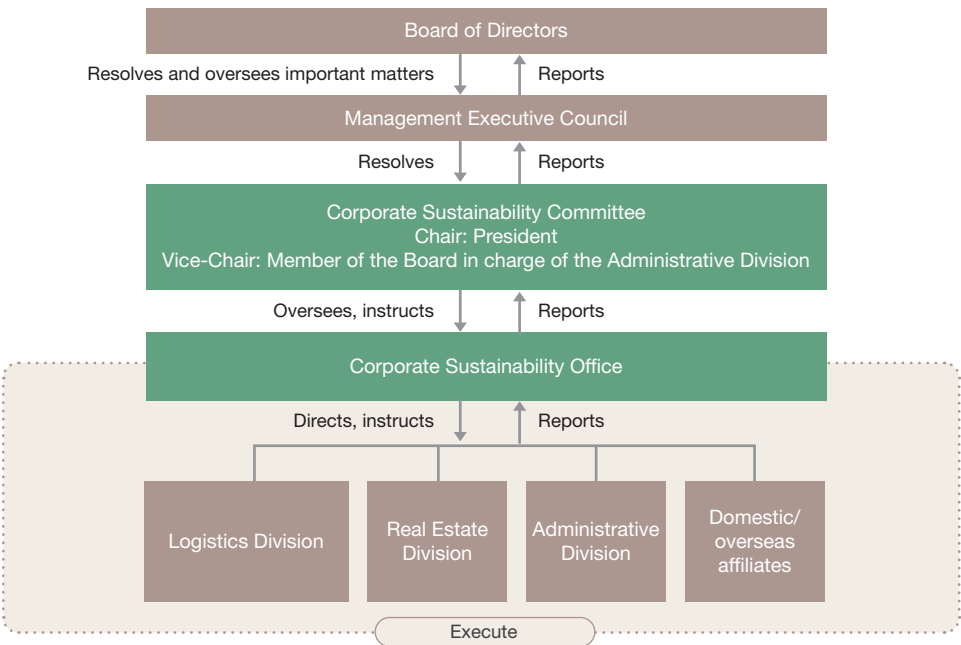 Board of Directors
Resolves and oversees important matters
Reports
Management Executive Council
Resolves
Reports
Corporate Sustainability Committee
Chair: President
Vice-Chair: Member of the Board in charge of the Administrative Division
Oversees, instructs
Reports
Corporate Sustainability Office
Directs, instructs
Reports
Logistics Division
Real Estate
Division
Administrative
Division
Domestic/
overseas
affiliates
Execute